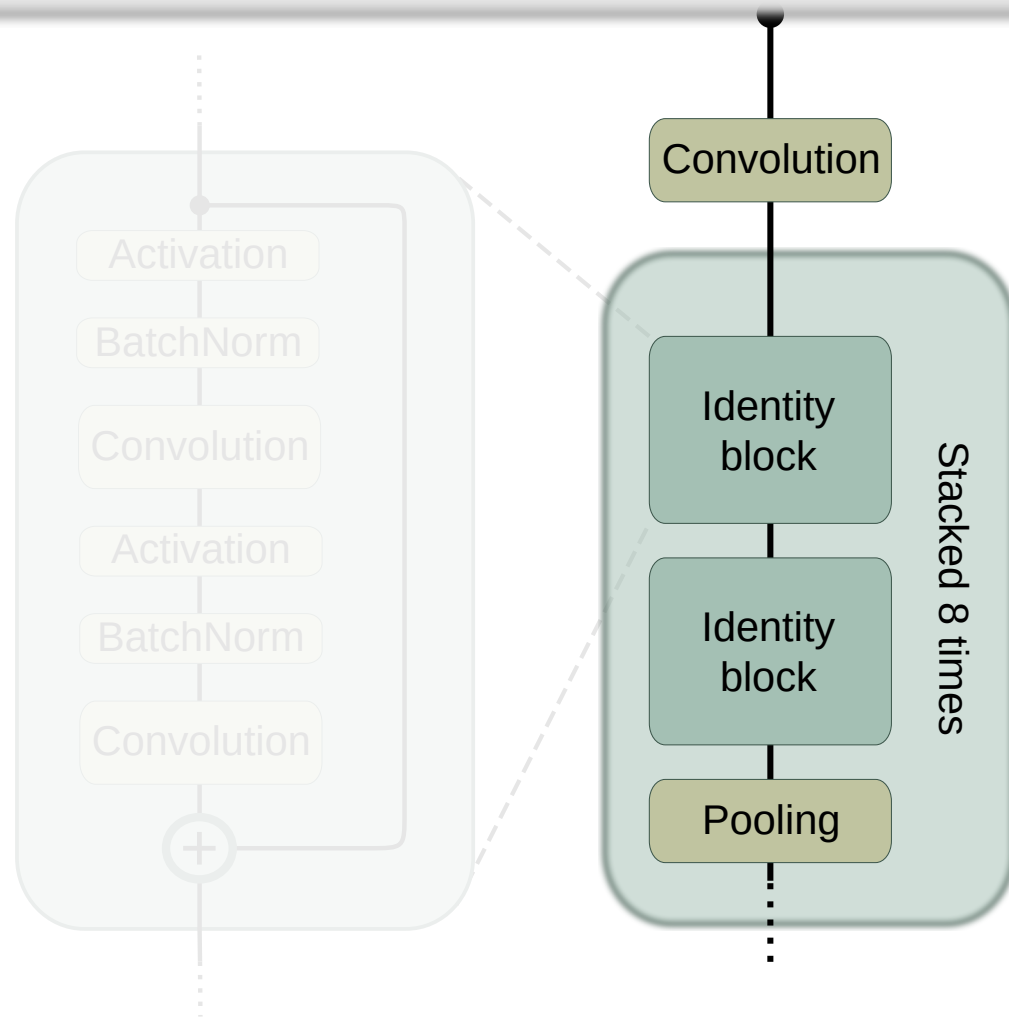 Activation
BatchNorm
Convolution
Activation
BatchNorm
Convolution
Convolution
Identity
block
Identity
block
Pooling
Stacked 8 times